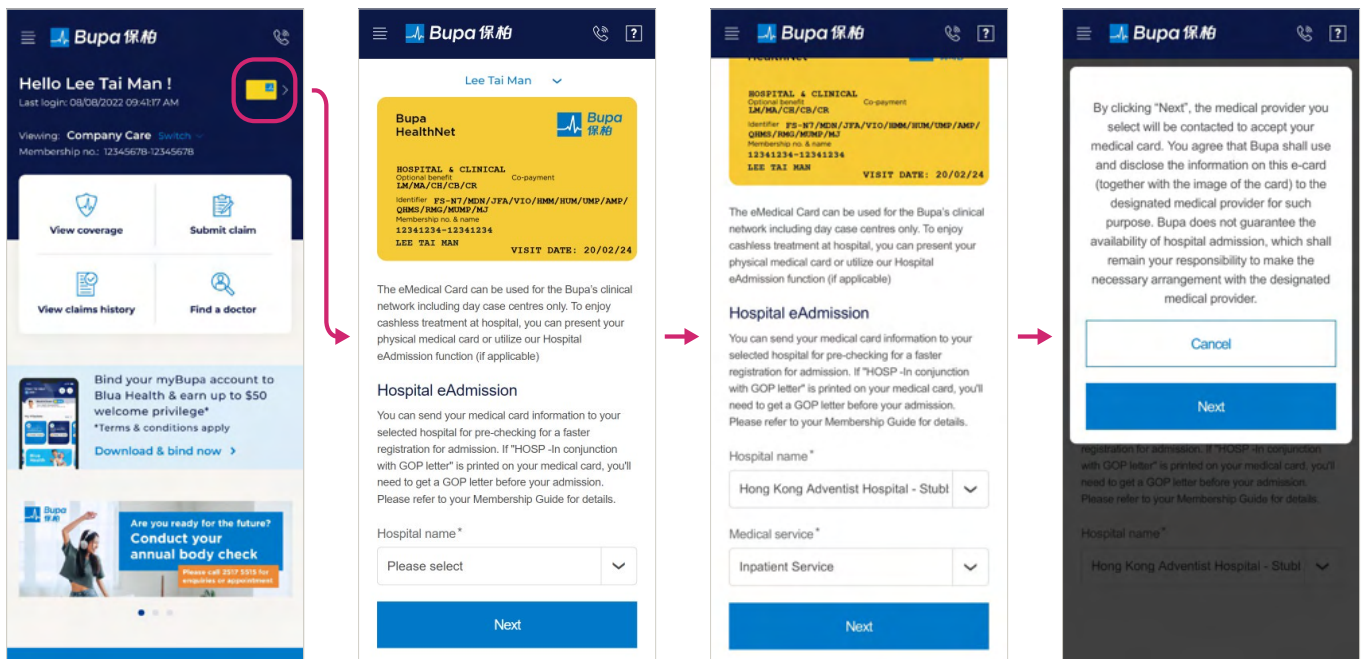 Bupa 保柏
Hello Lee Tai Man !
Last login: 08/08/2022 09:41:17 AM
Viewing: Company Care Switch
Membership no.: 12345678-12345678
View coverage
Submit claim
View claims history
Find a doctor
Bind your myBupa account to
Blua Health & earn up to $50
welcome privilege*
*Terms & conditions apply
Download & bind now
Bupa
保柏
Are you ready for the future?
Conduct your
annual body check
Please call 2517 5515 for
enquiries or appointment
Bupa 保柏
?
Lee Tai Man
Bupa
HealthNet
Bupa
保柏
HOSPITAL & CLINICAL
Optional benefit
Co-payment
LM/MA/CH/CB/CR
Identifier FS-N7/MDN/JFA/VIO/HMM/HUM/UMP/AMP/
QHMS/RMG/MUMP/MJ
Membership no. & name
12341234-12341234
LEE TAI MAN
VISIT DATE: 20/02/24
The eMedical Card can be used for the Bupa's clinical
network including day case centres only. To enjoy
cashless treatment at hospital, you can present your
physical medical card or utilize our Hospital
eAdmission function (if applicable)
Hospital eAdmission
You can send your medical card information to your
selected hospital for pre-checking for a faster
registration for admission. If "HOSP -In conjunction
with GOP letter" is printed on your medical card, you'll
need to get a GOP letter before your admission.
Please refer to your Membership Guide for details.
Hospital name*
Please select
Next
Bupa 保柏
?
HOSPITAL & CLINICAL
Optional benefit
Co-payment
LM/MA/CH/CB/CR
Identifier FS-N7/MDN/JFA/VIO/HMM/HUM/UMP/AMP/
QHMS/RMG/MUMP/MJ
Membership no. & name
12341234-12341234
LEE TAI MAN
VISIT DATE: 20/02/24
The eMedical Card can be used for the Bupa's clinical
network including day case centres only. To enjoy
cashless treatment at hospital, you can present your
physical medical card or utilize our Hospital
eAdmission function (if applicable)
Hospital eAdmission
You can send your medical card information to your
selected hospital for pre-checking for a faster
registration for admission. If "HOSP -In conjunction
with GOP letter" is printed on your medical card, you'll
need to get a GOP letter before your admission.
Please refer to your Membership Guide for details.
Hospital name*
Hong Kong Adventist Hospital - Stubl
Medical service*
Inpatient Service
Next
Bupa 保柏
?
By clicking "Next", the medical provider you
select will be contacted to accept your
medical card. You agree that Bupa shall use
and disclose the information on this e-card
(together with the image of the card) to the
designated medical provider for such
purpose. Bupa does not guarantee the
availability of hospital admission, which shall
remain your responsibility to make the
necessary arrangement with the designated
medical provider.
Cancel
Next
registration for admission. If "HOSP -In conjunction
with GOP letter" is printed on your medical card, you'll
need to get a GOP letter before your admission.
Please refer to your Membership Guide for details.
Hospital name*
Hong Kong Adventist Hospital - Stubl